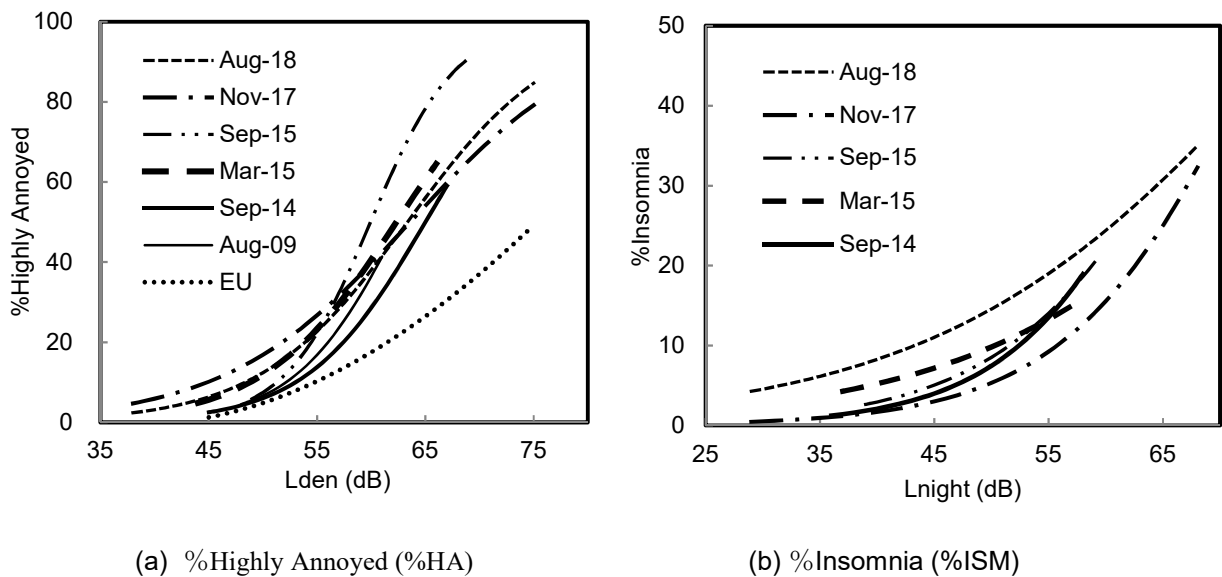 100
80
60
40
20
0
%Highly Annoyed
Aug-18
Nov-17
Sep-15
Mar-15
Sep-14
Aug-09
EU
35 45 55 65 75
Lden (dB)
50
40
30
20
10
0
%Insomnia
Aug-18
Nov-17
Sep-15
Mar-15
Sep-14
25 35 45 55 65
Lnight (dB)
(a) %Highly Annoyed (%HA)
(b) %Insomnia (%ISM)